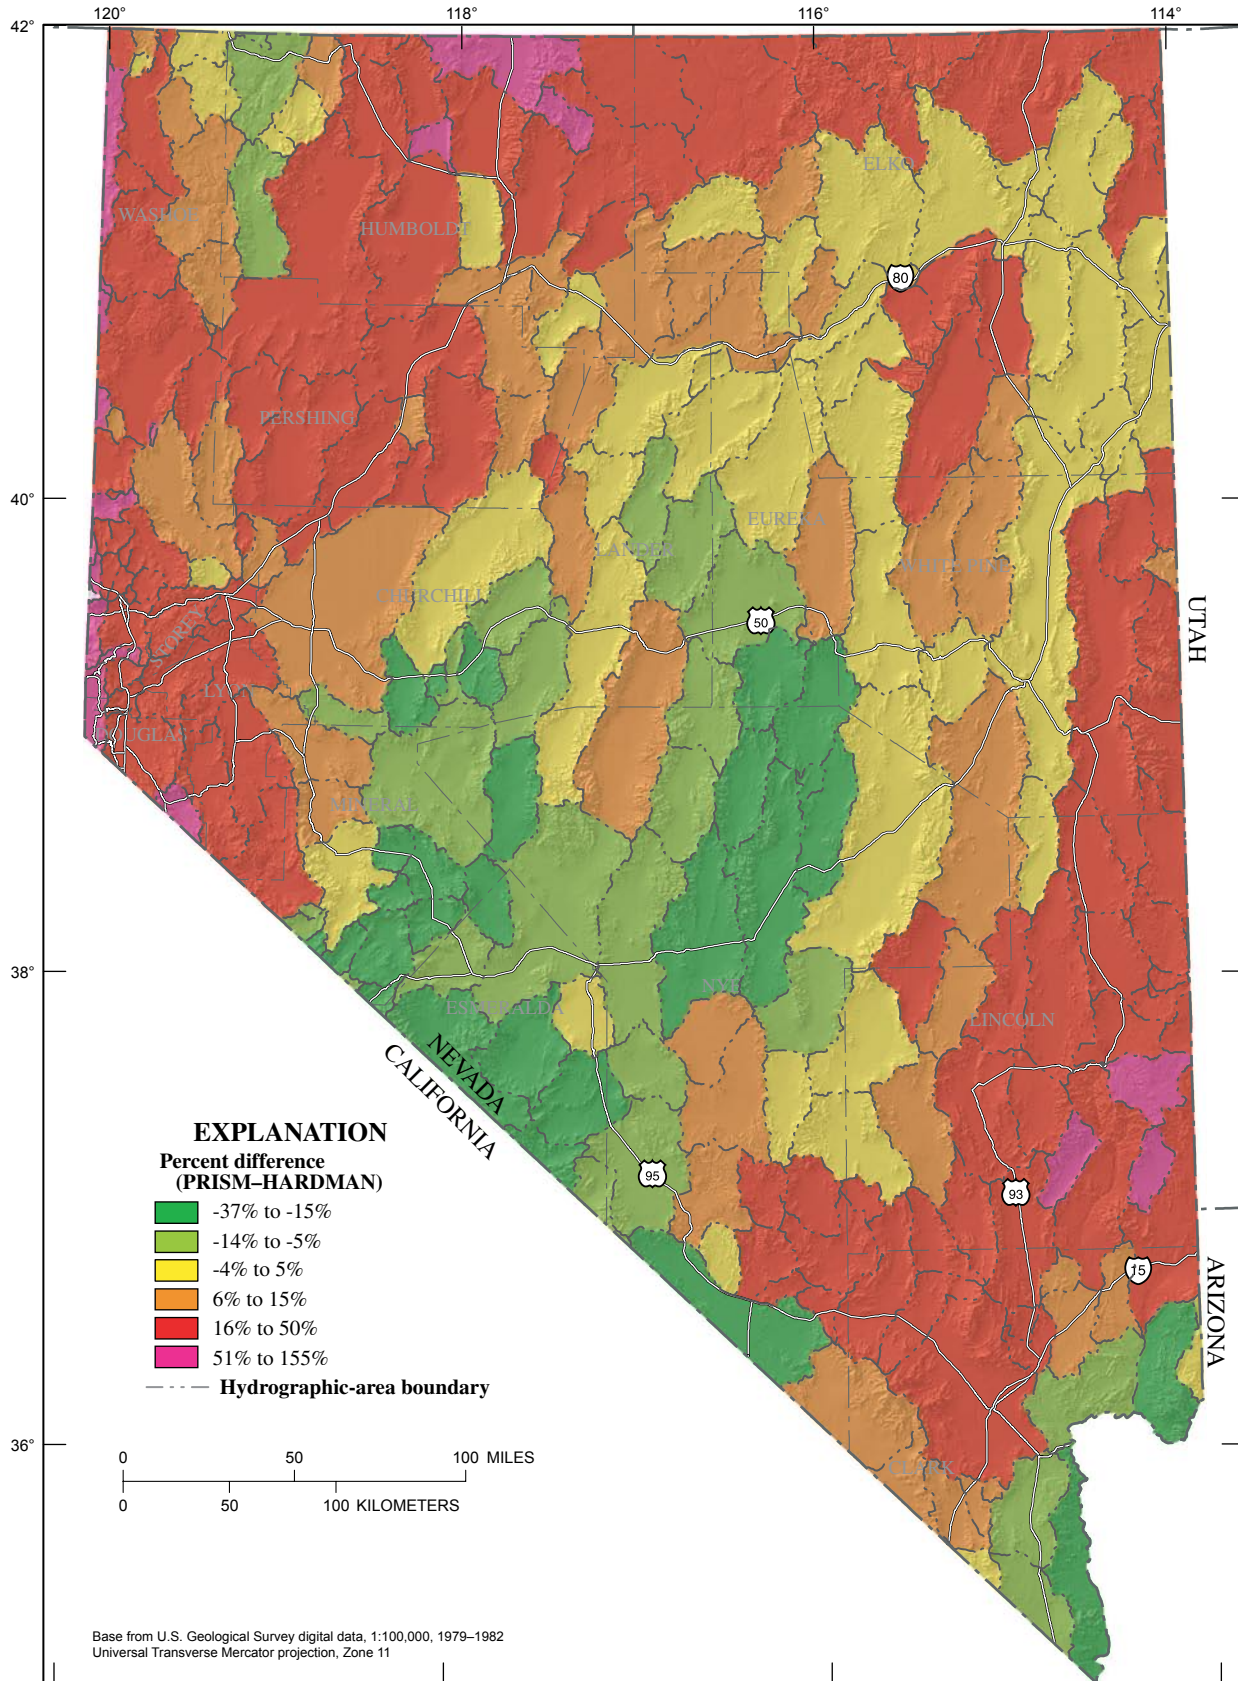 120° 118° 116° 114°
42°
ELKO
WASHOE
HUMBOLDT
80
PERSHING
40°
EUREKA
LANDER
WHITE PINE
CHURCHILL
UTAH
50
STOREY
LYON
DOUGLAS
MINERAL
38°
NYE
ESMERALDA
LINCOLN
NEVADA
CALIFORNIA
EXPLANATION
Percent difference
(PRISM–HARDMAN)
-37% to -15%
-14% to -5%
-4% to 5%
6% to 15%
16% to 50%
51% to 155%
Hydrographic-area boundary
95
93
15
ARIZONA
36°
CLARK
0 50 100 MILES
0 50 100 KILOMETERS
Base from U.S. Geological Survey digital data, 1:100,000, 1979–1982
Universal Transverse Mercator projection, Zone 11